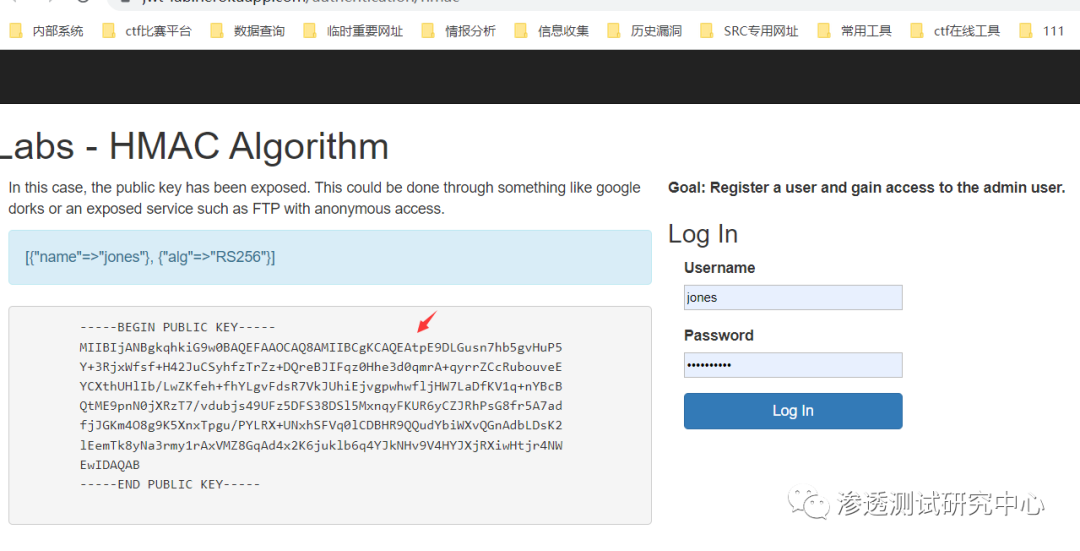 jwt-lab.herokuapp.com/authentication/hmac
内部系统 ctf比赛平台 数据查询 临时重要网址 情报分析 信息收集 历史漏洞 SRC专用网址 常用工具 ctf在线工具 111
Labs - HMAC Algorithm
In this case, the public key has been exposed. This could be done through something like google
dorks or an exposed service such as FTP with anonymous access.
[{"name"=>"jones"}, {"alg"=>"RS256"}]
-----BEGIN PUBLIC KEY-----
MIIBIjANBgkqhkiG9w0BAQEFAAOCAQ8AMIIBCgKCAQEAtpE9DLGusn7hb5gvHuP5
Y+3RjxWfsf+H42JuCSyhfzTrZz+DQreBJIFqz0Hhe3d0qmrA+qyrrZCcRubouveE
YCXthUHlIb/LwZKfeh+fhYLgvFdsR7VkJUhiEjvgpwhwfljHW7LaDfKV1q+nYBcB
QtME9pnN0jXRzT7/vdubjs49UFz5DFS38DSl5MxnqyFKUR6yCZJRhPsG8fr5A7ad
fjJGKm4O8g9K5XnxTpgu/PYLRX+UNxhSFVq0lCDBHR9QQudYbiWXvQGnAdbLDsK2
lEemTk8yNa3rmy1rAxVMZ8GqAd4x2K6juklb6q4YJkNHv9V4HYJXjRXiwHtjr4NW
EwIDAQAB
-----END PUBLIC KEY-----
Goal: Register a user and gain access to the admin user.
Log In
Username
jones
Password
••••••••••
Log In
渗透测试研究中心